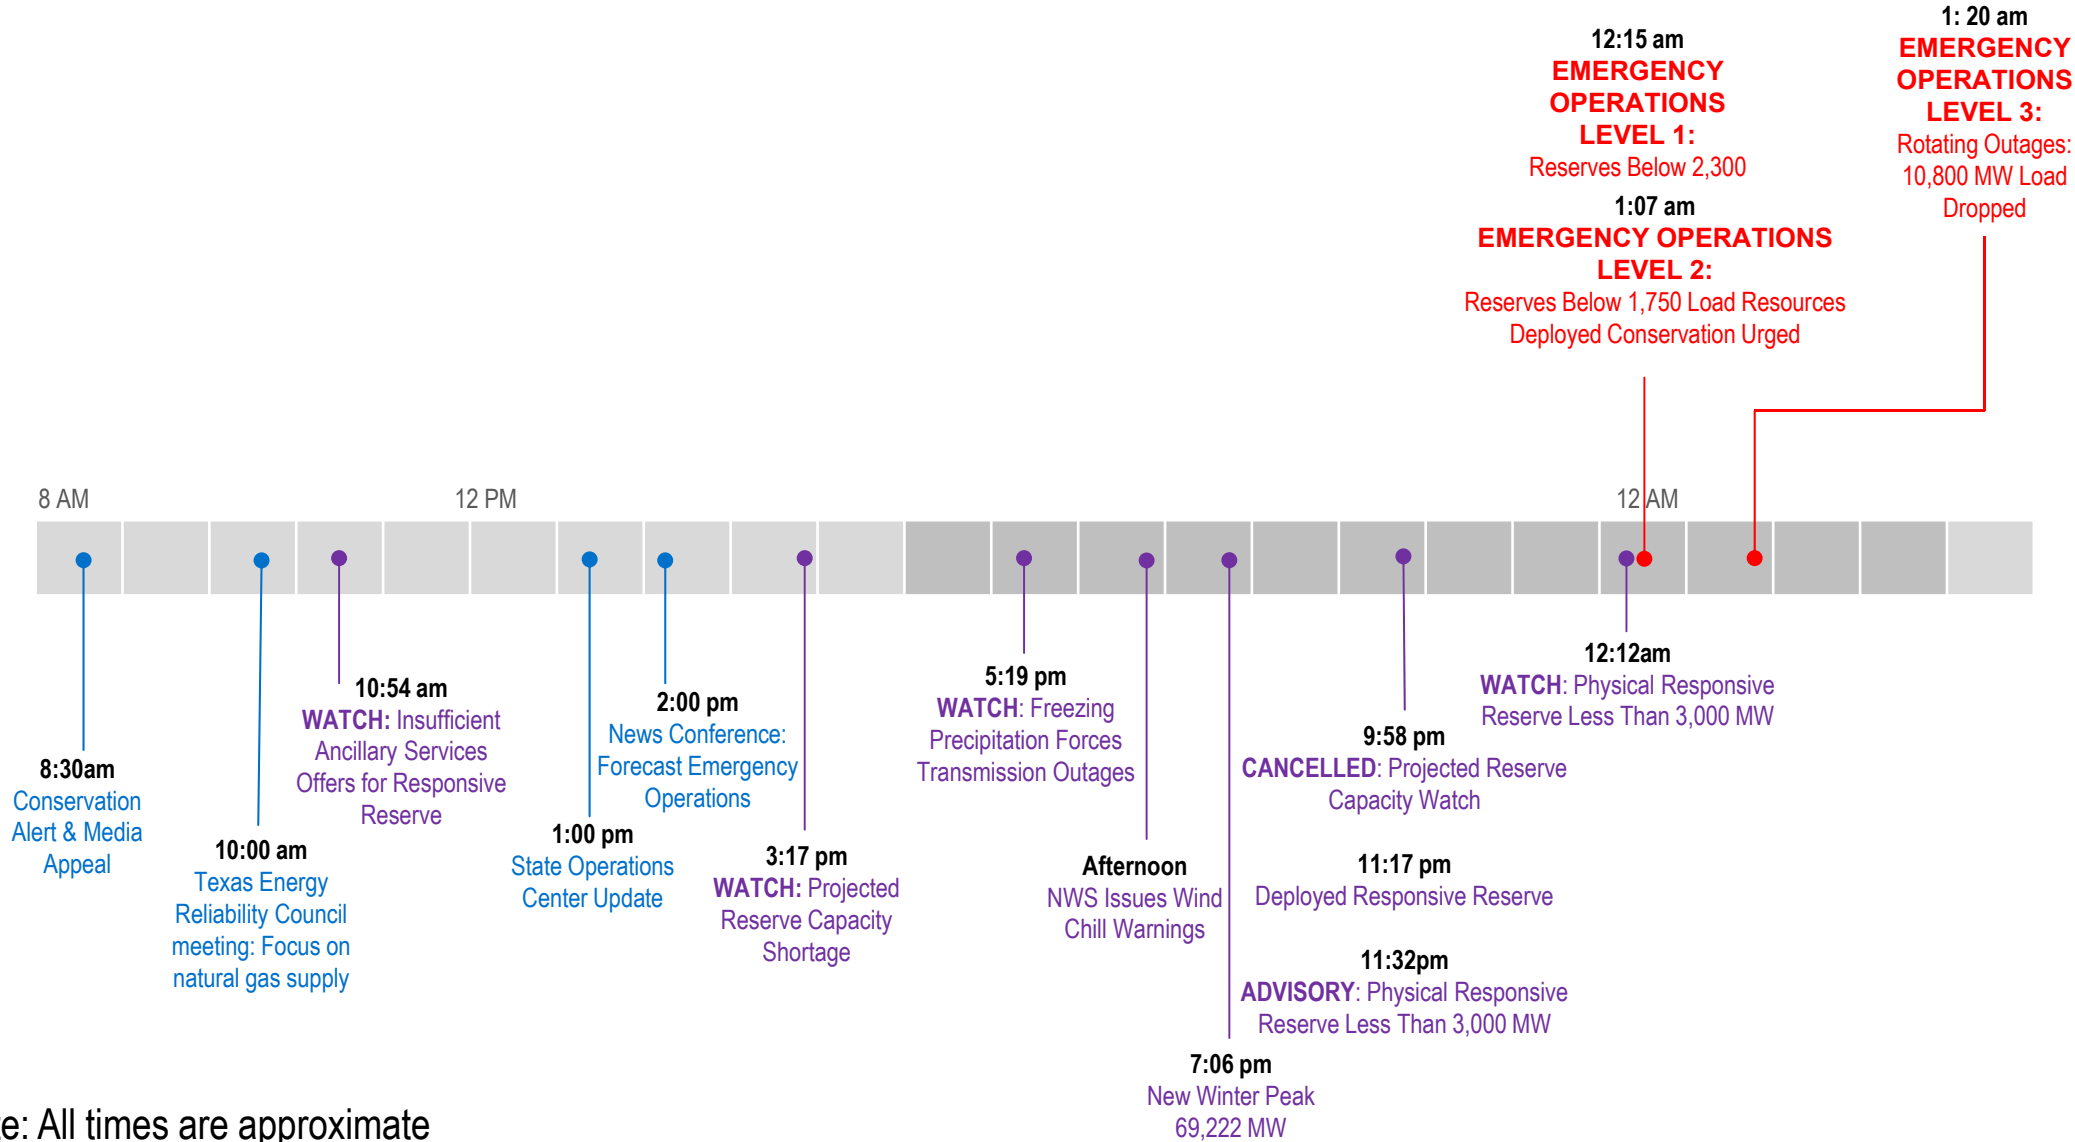 12:15 am
EMERGENCY
OPERATIONS
LEVEL 1:
Reserves Below 2,300
1:07 am
EMERGENCY OPERATIONS
LEVEL 2:
Reserves Below 1,750 Load Resources
Deployed Conservation Urged
1: 20 am
EMERGENCY
OPERATIONS
LEVEL 3:
Rotating Outages:
10,800 MW Load
Dropped
8 AM
12 PM
12 AM
8:30am
Conservation
Alert & Media
Appeal
10:00 am
Texas Energy
Reliability Council
meeting: Focus on
natural gas supply
10:54 am
WATCH: Insufficient
Ancillary Services
Offers for Responsive
Reserve
1:00 pm
State Operations
Center Update
2:00 pm
News Conference:
Forecast Emergency
Operations
3:17 pm
WATCH: Projected
Reserve Capacity
Shortage
5:19 pm
WATCH: Freezing
Precipitation Forces
Transmission Outages
Afternoon
NWS Issues Wind
Chill Warnings
7:06 pm
New Winter Peak
69,222 MW
9:58 pm
CANCELLED: Projected Reserve
Capacity Watch
11:17 pm
Deployed Responsive Reserve
11:32pm
ADVISORY: Physical Responsive
Reserve Less Than 3,000 MW
12:12am
WATCH: Physical Responsive
Reserve Less Than 3,000 MW
: All times are approximate